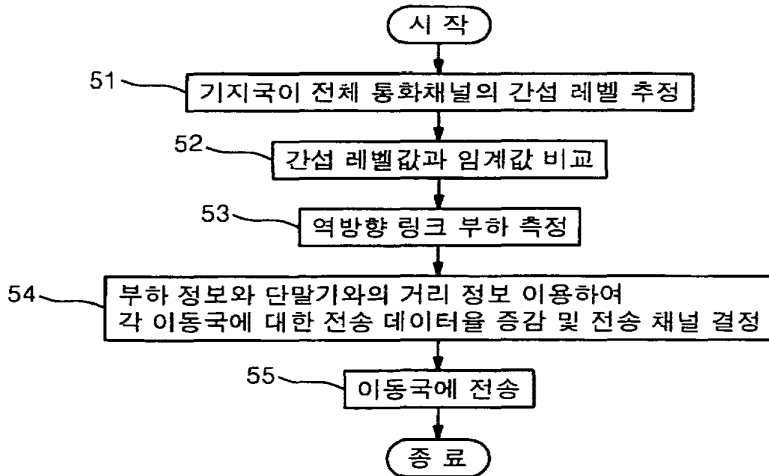 시 작
51
기지국이 전체 통화채널의 간섭 레벨 추정
52
간섭 레벨값과 임계값 비교
53
역방향 링크 부하 측정
54
부하 정보와 단말기와의 거리 정보 이용하여
각 이동국에 대한 전송 데이터율 증감 및 전송 채널 결정
55
이동국에 전송
종 료